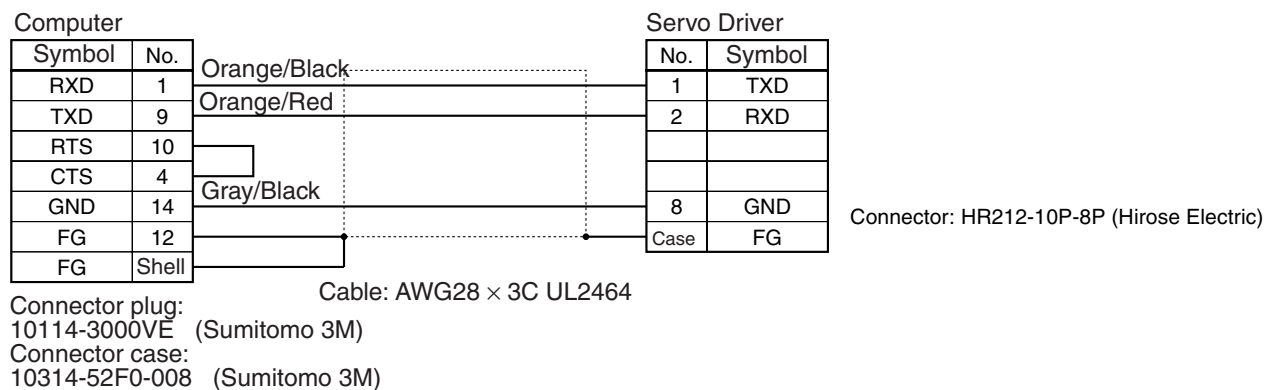 Computer
Servo Driver
Symbol No.
No. Symbol
Orange/Black
RXD 1
1 TXD
Orange/Red
TXD 9
2 RXD
RTS 10
CTS 4
Gray/Black
GND 14
8 GND
Connector: HR212-10P-8P (Hirose Electric)
FG 12
Case FG
FG Shell
Cable: AWG28 × 3C UL2464
Connector plug:
10114-3000VE (Sumitomo 3M)
Connector case:
10314-52F0-008 (Sumitomo 3M)